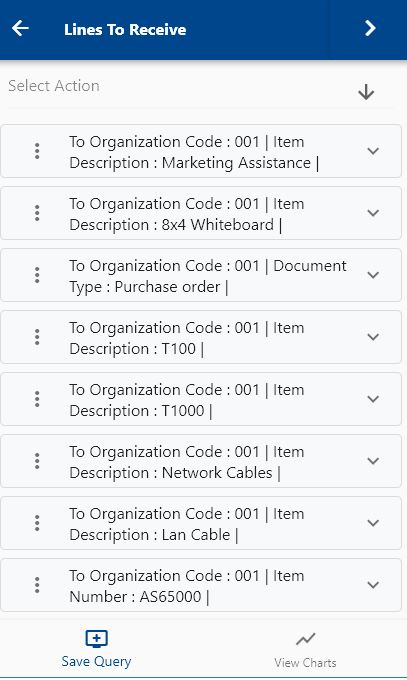 Lines To Receive
Select Action
To Organization Code : 001 | Item
Description : Marketing Assistance |
To Organization Code : 001 | Item
Description : 8x4 Whiteboard |
To Organization Code : 001 | Document
Type : Purchase order |
To Organization Code : 001 | Item
Description : T100 |
To Organization Code : 001 | Item
Description : T1000 |
To Organization Code : 001 | Item
Description : Network Cables |
To Organization Code : 001 | Item
Description : Lan Cable |
To Organization Code : 001 | Item
Number : AS65000 |
Save Query
View Charts